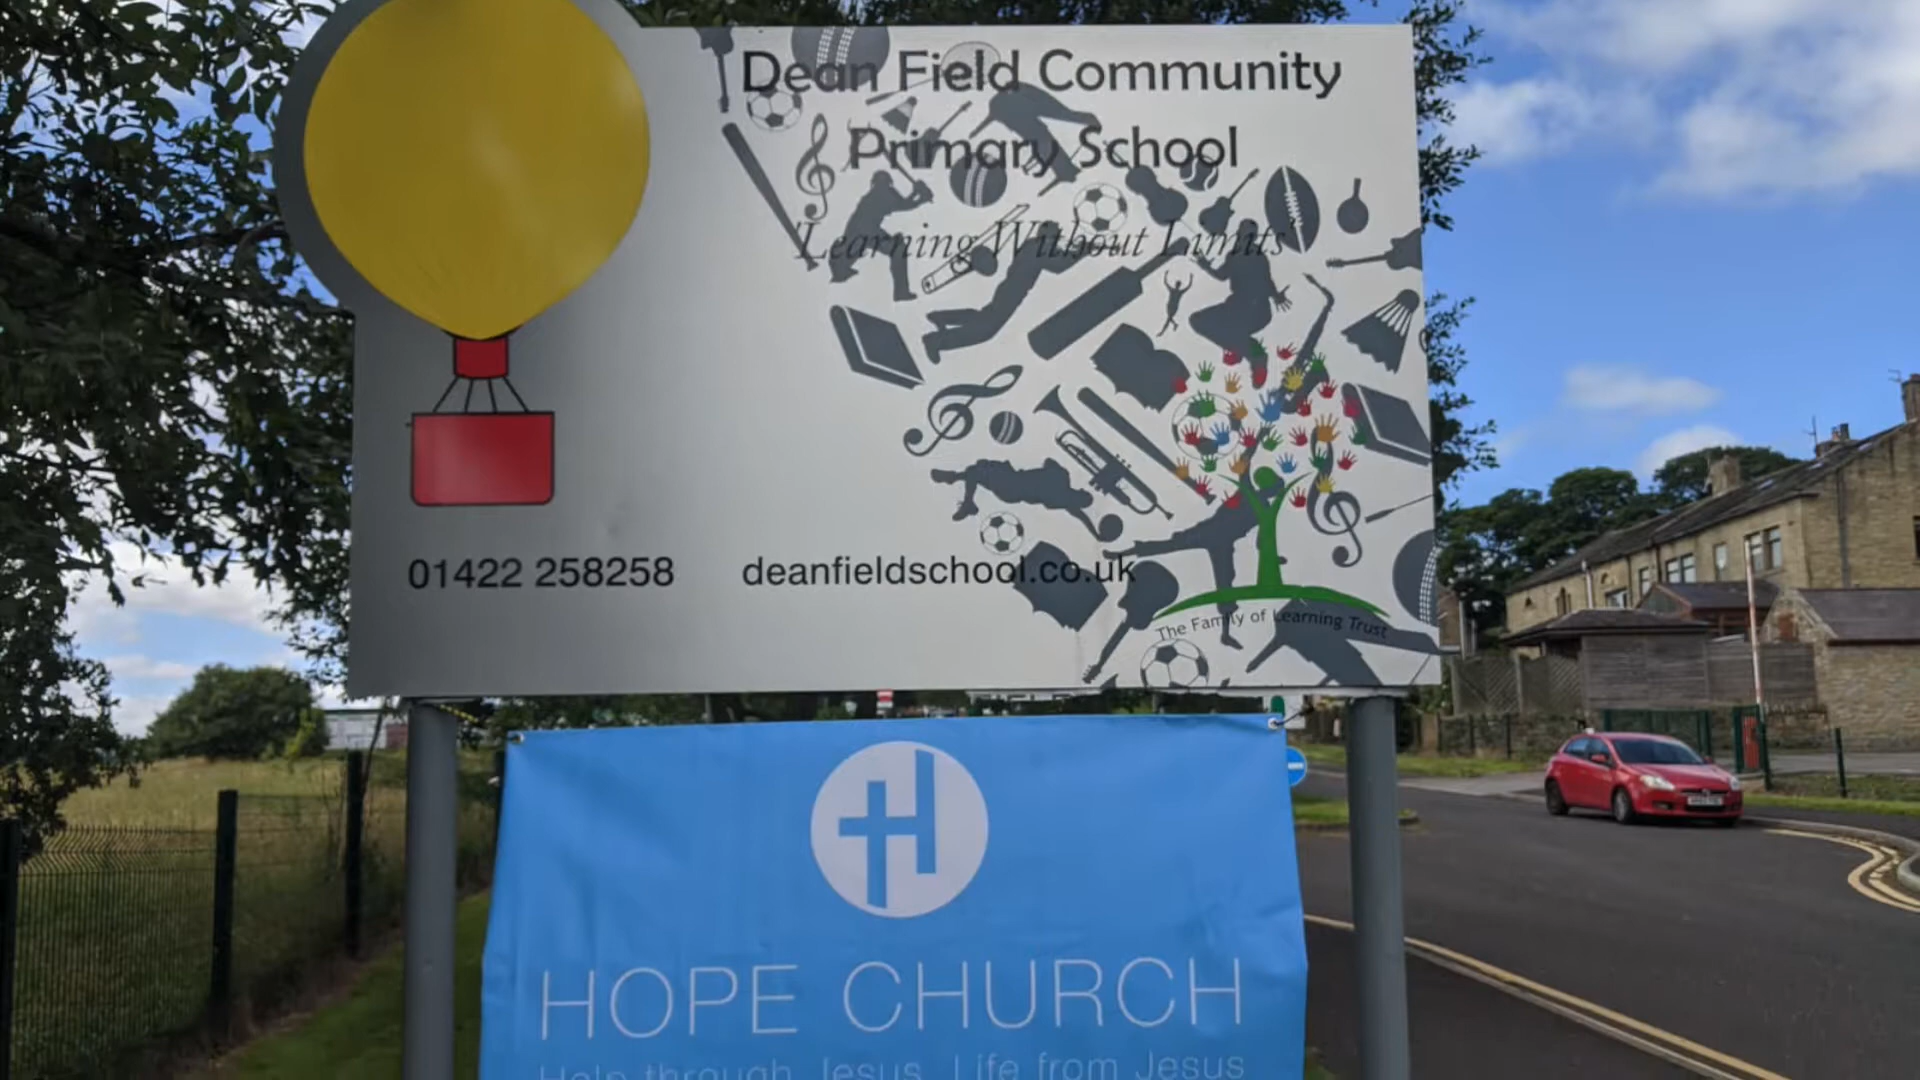 Dean Field Community
Primary School
'Learning Without Limits'
01422 258258
deanfieldschool.co.uk
The Family of Learning Trust
HOPE CHURCH
Help through Jesus. Life from Jesus